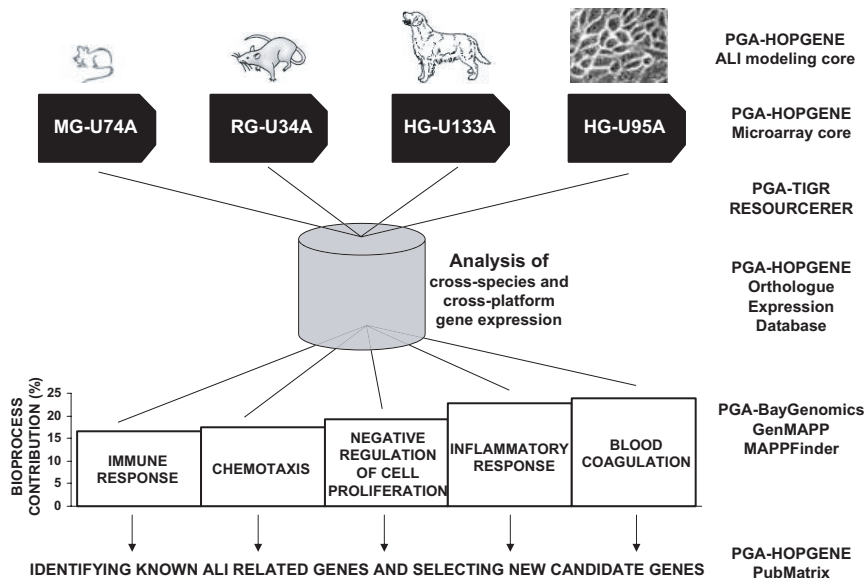 PGA-HOPGENE
ALI modeling core
MG-U74A
RG-U34A
HG-U133A
HG-U95A
PGA-HOPGENE
Microarray core
PGA-TIGR
RESOURCERER
Analysis of
cross-species and
cross-platform
gene expression
PGA-HOPGENE
Orthologue
Expression
Database
BIOPROCESS
CONTRIBUTION (%)
25
20
15
10
5
0
IMMUNE
RESPONSE
CHEMOTAXIS
NEGATIVE
REGULATION
OF CELL
PROLIFERATION
INFLAMMATORY
RESPONSE
BLOOD
COAGULATION
PGA-BayGenomics
GenMAPP
MAPPFinder
IDENTIFYING KNOWN ALI RELATED GENES AND SELECTING NEW CANDIDATE GENES
PGA-HOPGENE
PubMatrix